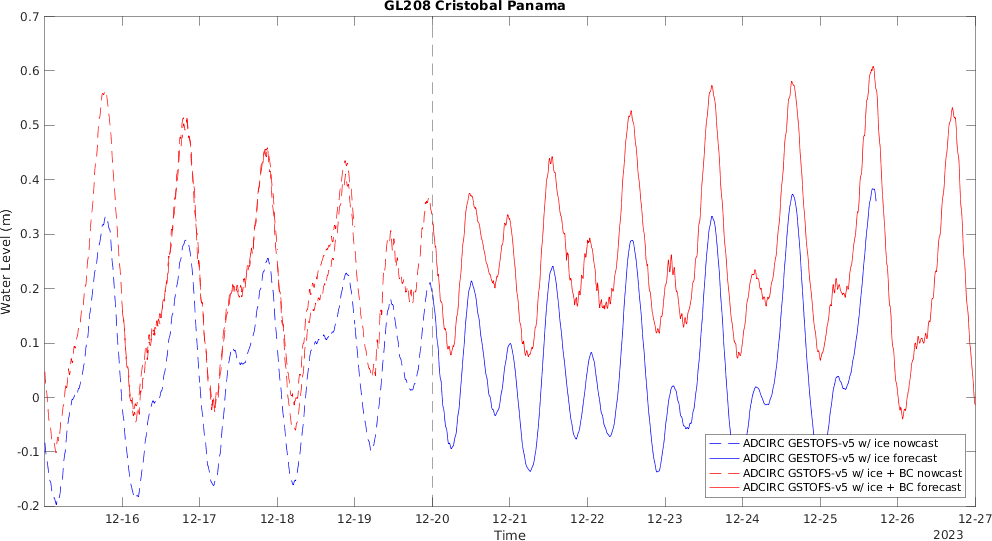 GL208 Cristobal Panama
0.7
0.6
0.5
0.4
0.3
0.2
0.1
0
-0.1
-0.2
Water Level (m)
ADCIRC GESTOFS-v5 w/ ice nowcast
ADCIRC GESTOFS-v5 w/ ice forecast
ADCIRC GSTOFS-v5 w/ ice + BC nowcast
ADCIRC GSTOFS-v5 w/ ice + BC forecast
12-16 12-17 12-18 12-19 12-20 12-21 12-22 12-23 12-24 12-25 12-26 12-27
Time
2023